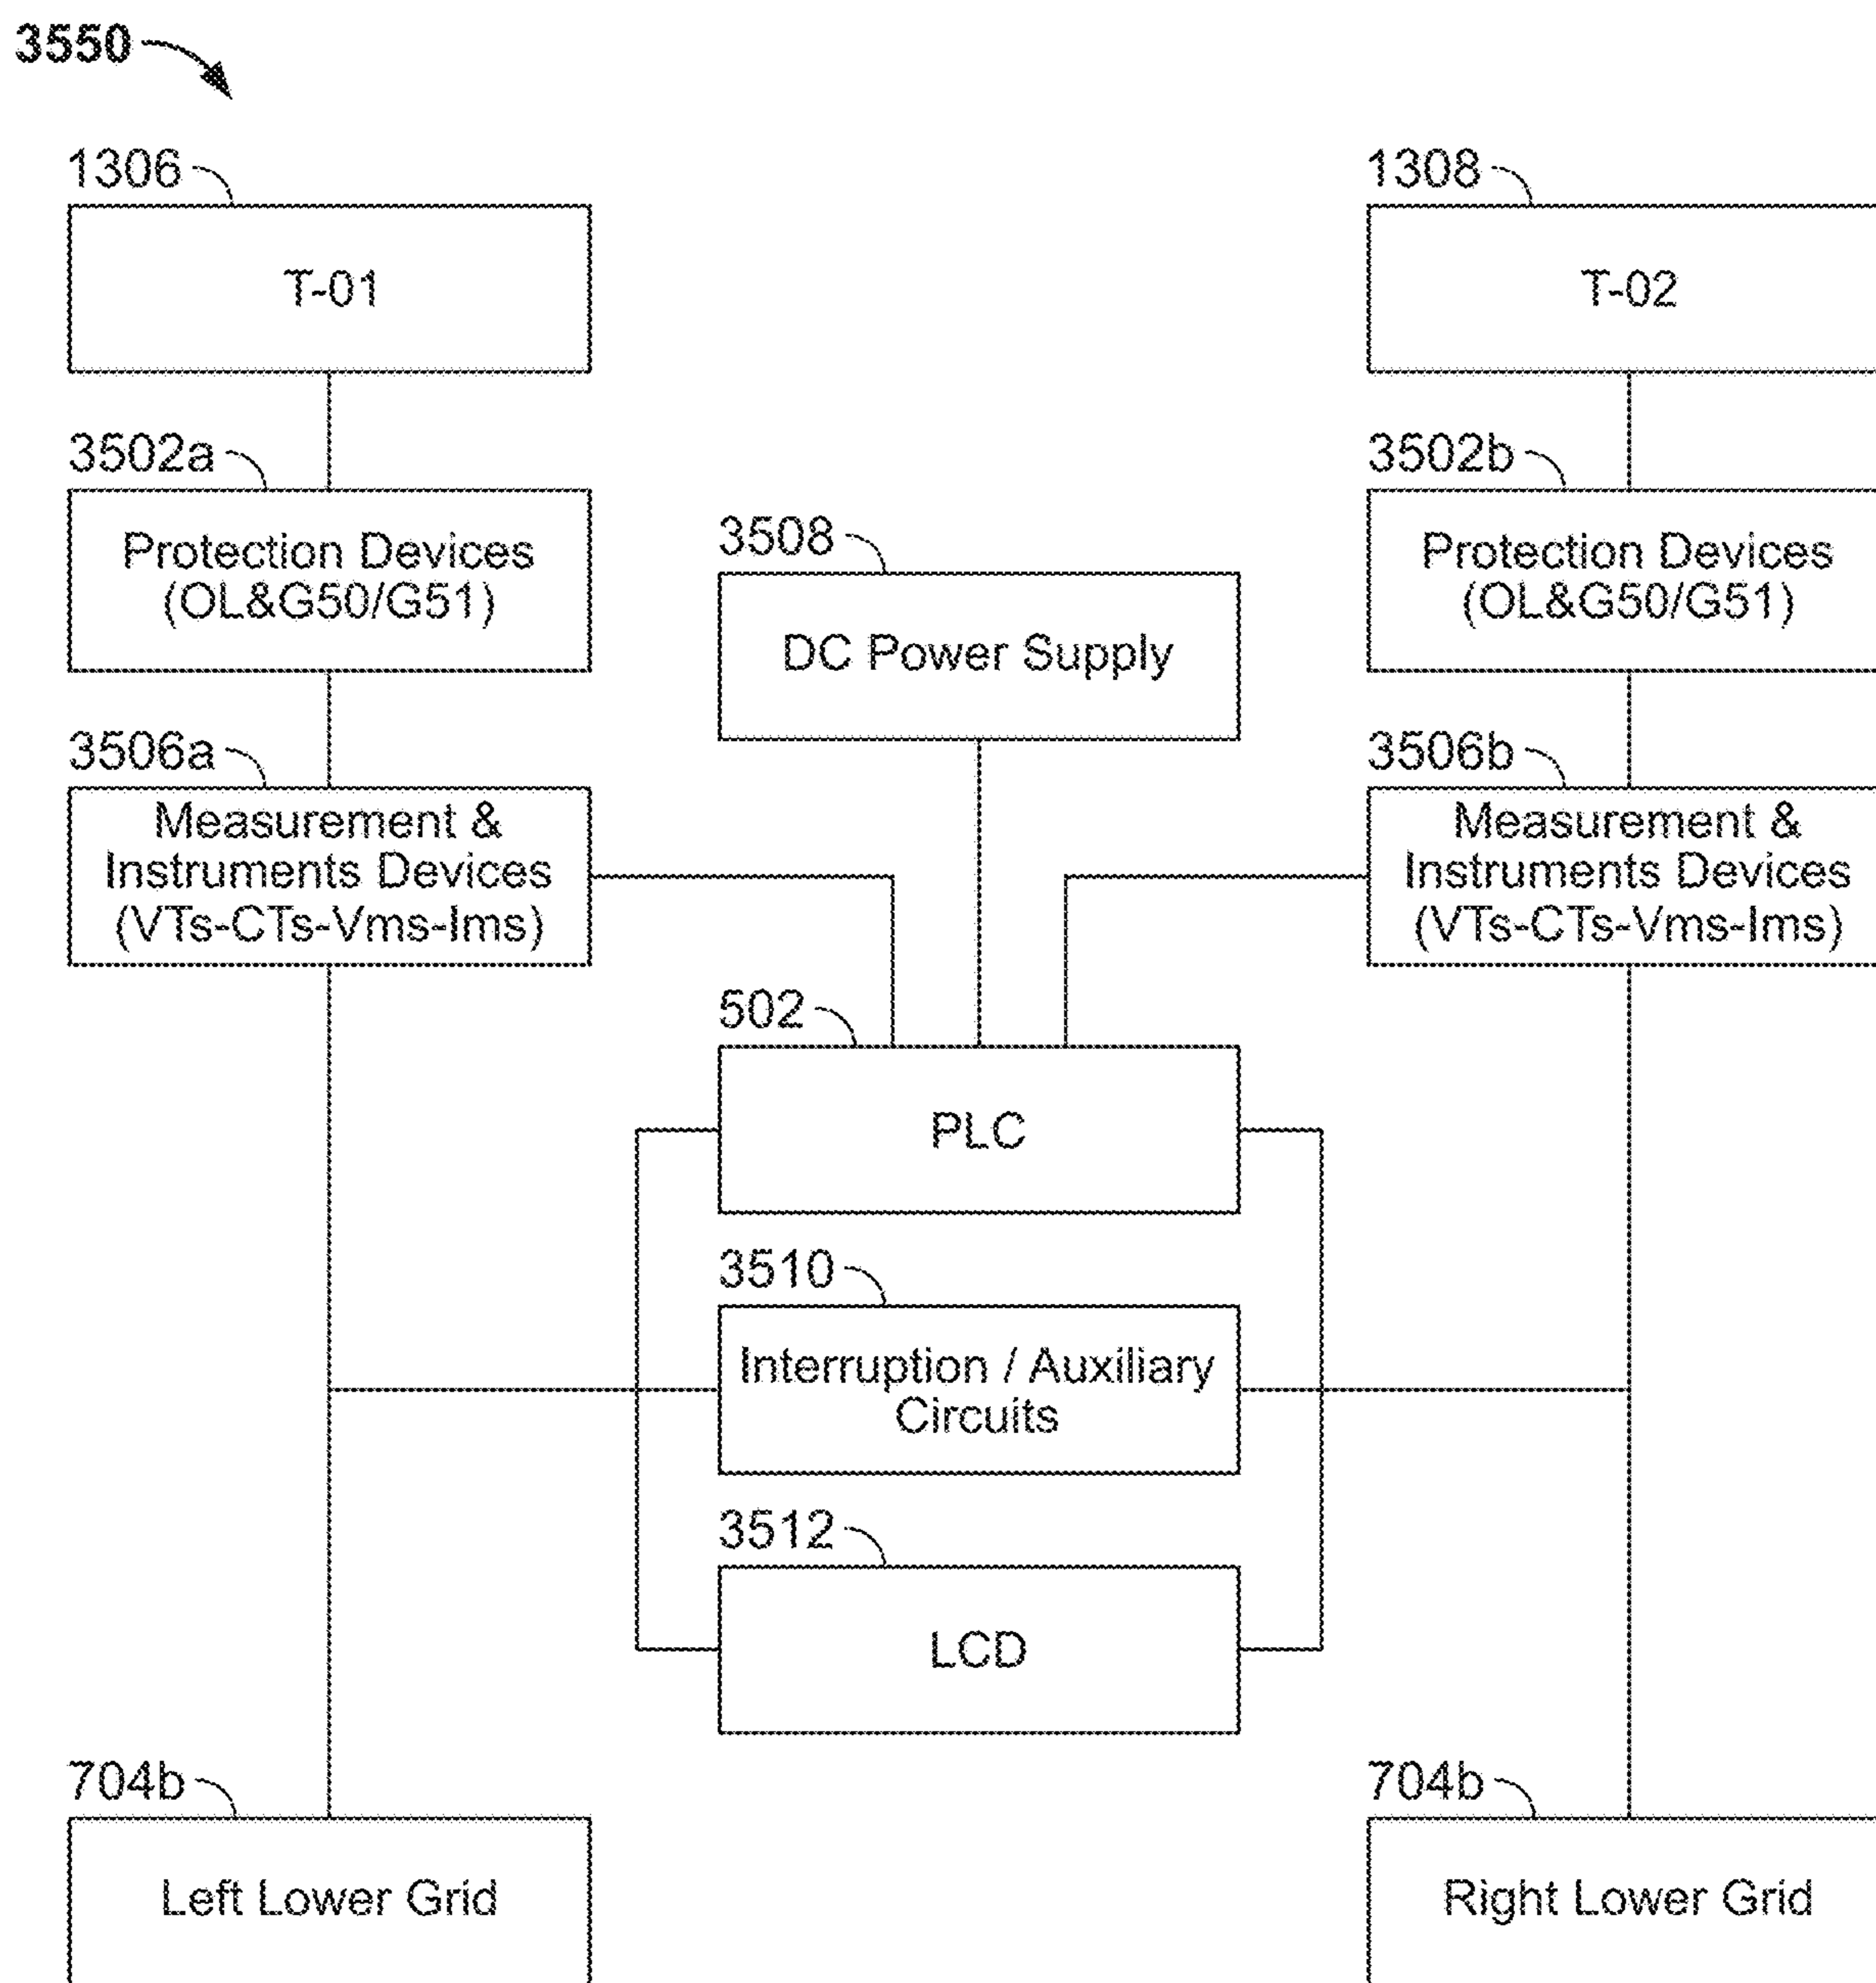 3550
1306
1308
T-01
T-02
3502a
3502b
Protection Devices
(OL&G50/G51)
3508
Protection Devices
(OL&G50/G51)
DC Power Supply
3506a
3506b
Measurement &
Instruments Devices
(VTs-CTs-Vms-Ims)
Measurement &
Instruments Devices
(VTs-CTs-Vms-Ims)
502
PLC
3510
Interruption / Auxiliary
Circuits
3512
LCD
704b
704b
Left Lower Grid
Right Lower Grid